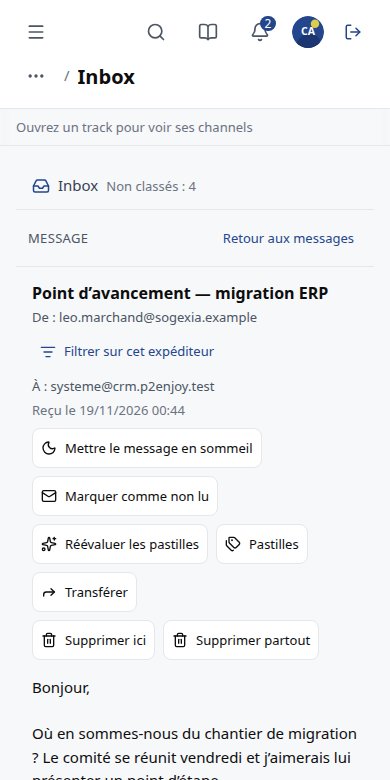 2
CA
/ Inbox
Ouvrez un track pour voir ses channels
Inbox Non classés : 4
MESSAGE Retour aux messages
Point d’avancement — migration ERP
De : leo.marchand@sogexia.example
Filtrer sur cet expéditeur
À : systeme@crm.p2enjoy.test
Reçu le 19/11/2026 00:44
Mettre le message en sommeil
Marquer comme non lu
Réévaluer les pastilles Pastilles
Transférer
Supprimer ici Supprimer partout
Bonjour,
Où en sommes-nous du chantier de migration
? Le comité se réunit vendredi et j’aimerais lui
présenter un point d’étape.